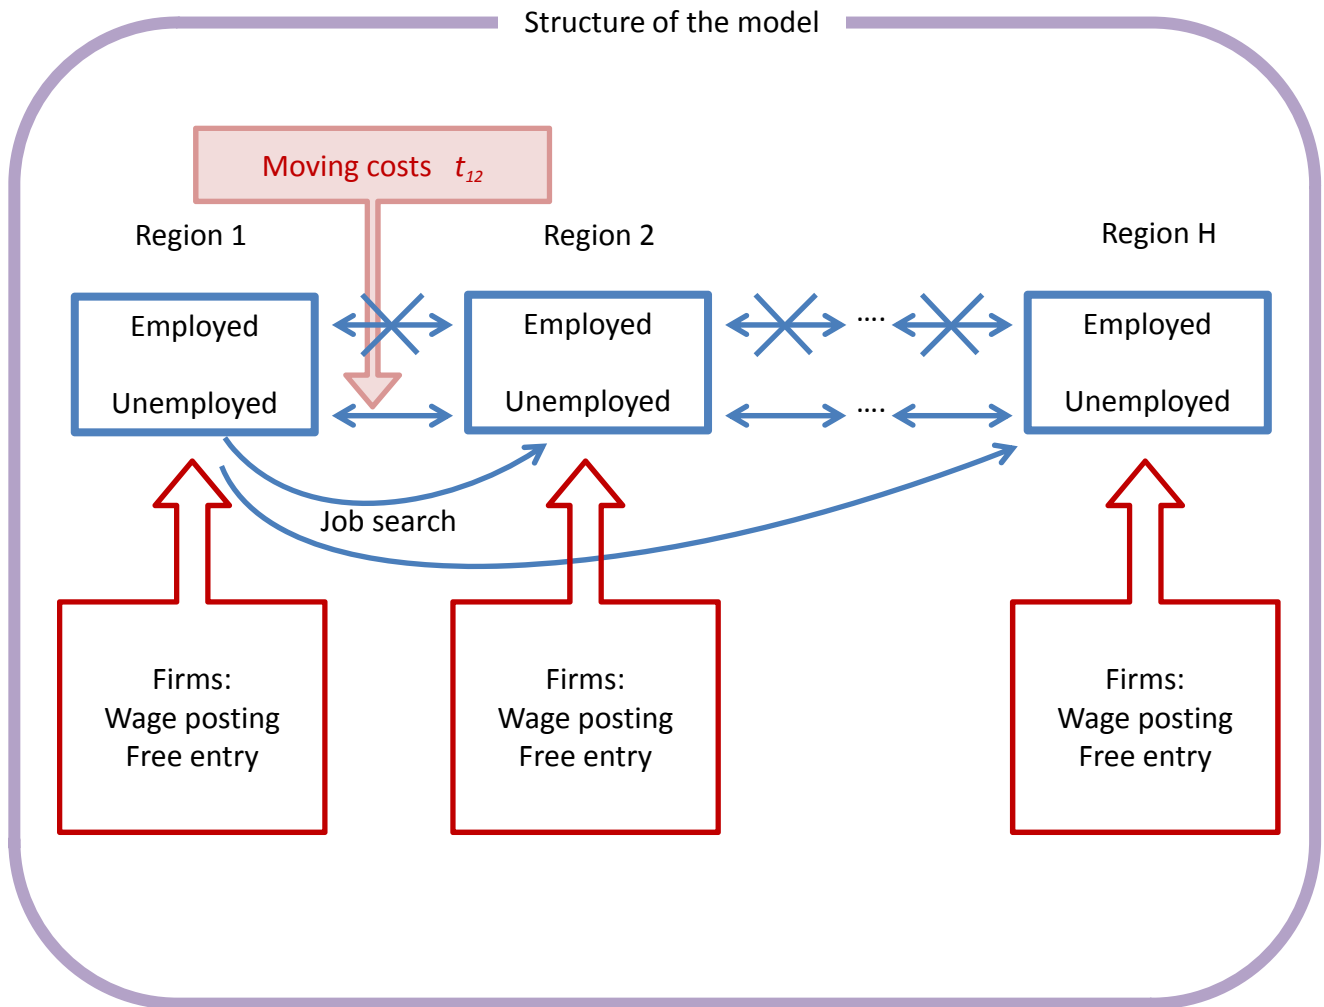 Structure of the model
Moving costs t12
Region 1
Region 2
Region H
Employed
Employed
....
Employed
Unemployed
Unemployed
....
Unemployed
Job search
Firms:
Wage posting
Free entry
Firms:
Wage posting
Free entry
Firms:
Wage posting
Free entry